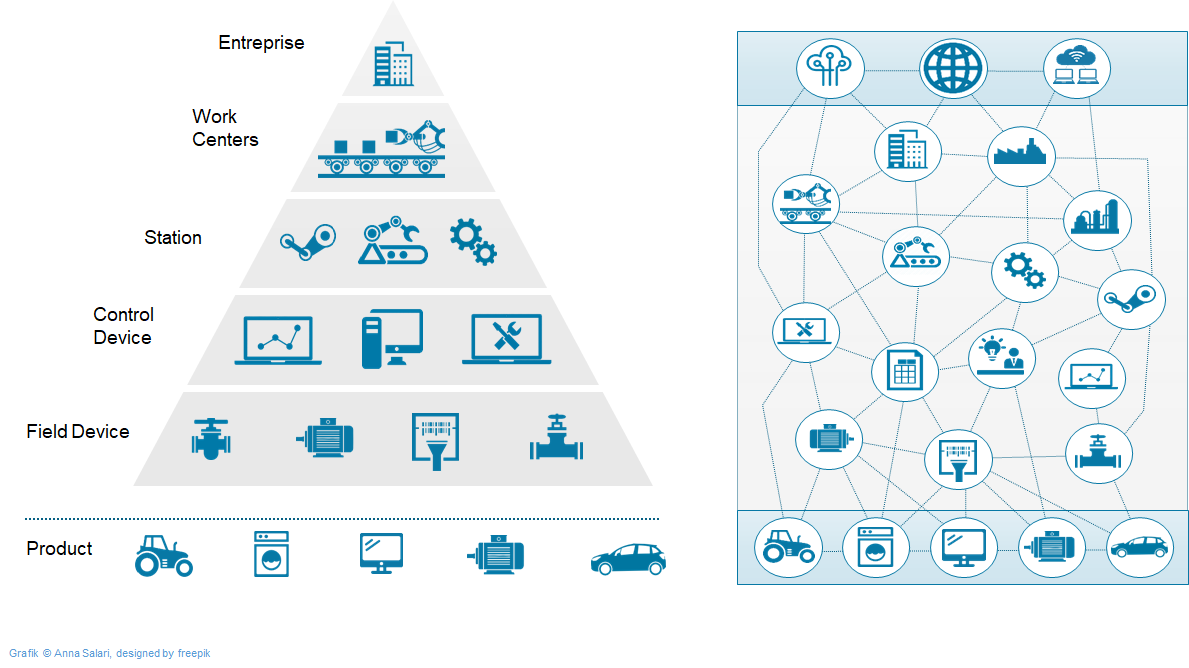 Entreprise
Work
Centers
Station
Control
Device
Field Device
Product
Grafik © Anna Salari, designed by freepik